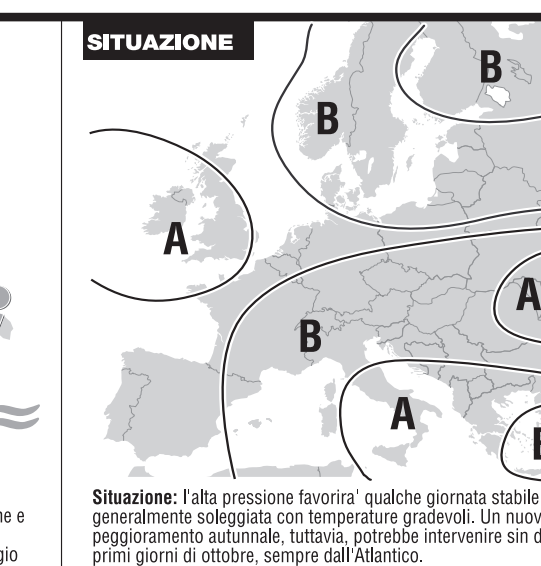 SITUAZIONE
B
B
A
A
B
A
Situazione: l'alta pressione favorira' qualche giornata stabile
generalmente soleggiata con temperature gradevoli. Un
peggioramento autunnale, tuttavia, potrebbe intervenire sin
primi giorni di ottobre, sempre dall'Atlantico.
e